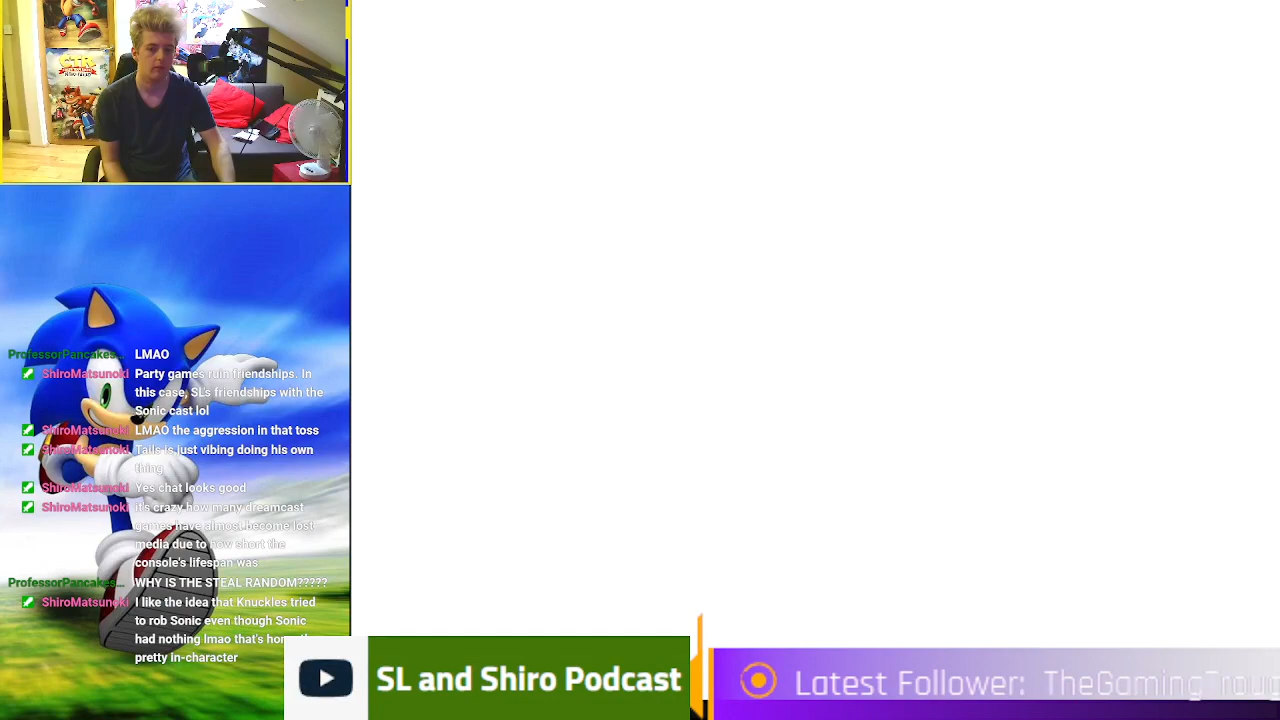 CTR
ProfessorPancakes... LMAO
ShiroMatsunoki Party games ruin friendships. In
this case, SL's friendships with the
Sonic cast lol
ShiroMatsunoki LMAO the aggression in that toss
ShiroMatsunoki Tails is just vibing doing his own
thing
ShiroMatsunoki Yes chat looks good
ShiroMatsunoki it's crazy how many dreamcast
games have almost become lost
media due to how short the
console's lifespan was
ProfessorPancakes... WHY IS THE STEAL RANDOM?????
ShiroMatsunoki I like the idea that Knuckles tried
to rob Sonic even though Sonic
had nothing lmao that's
pretty in-character
SL and Shiro Podcast
Latest Follower: TheGamingTroug